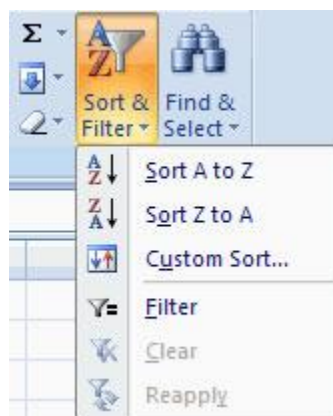 Σ
Sort & Filter
Find & Select
Sort A to Z
Sort Z to A
Custom Sort...
Filter
Clear
Reapply